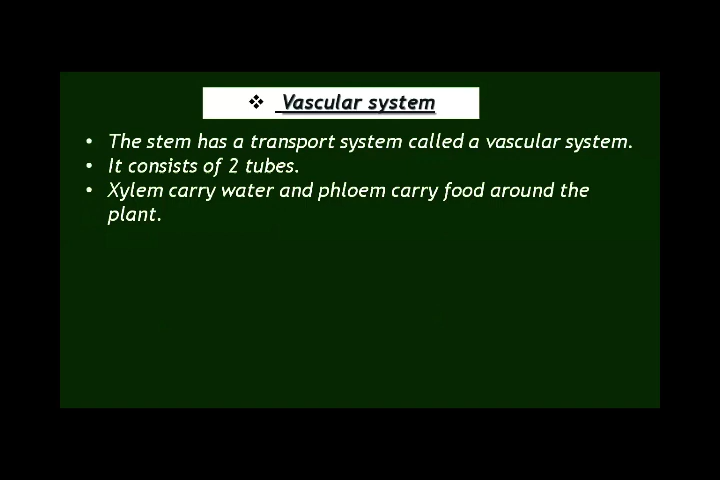 ❖ Vascular system
• The stem has a transport system called a vascular system.
• It consists of 2 tubes.
• Xylem carry water and phloem carry food around the
plant.